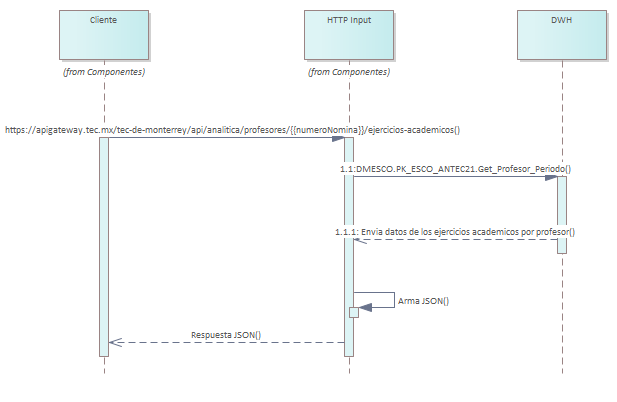 Cliente
HTTP Input
DWH
(from Componentes)
(from Componentes)
https://apigateway.tec.mx/tec-de-monterrey/api/analitica/profesores/{{numeroNomina}}/ejercicios-academicos()
1.1:DMESCO.PK_ESCO_ANTEC21.Get_Profesor_Periodo()
1.1.1: Envia datos de los ejercicios academicos por profesor()
Arma JSON()
Respuesta JSON()